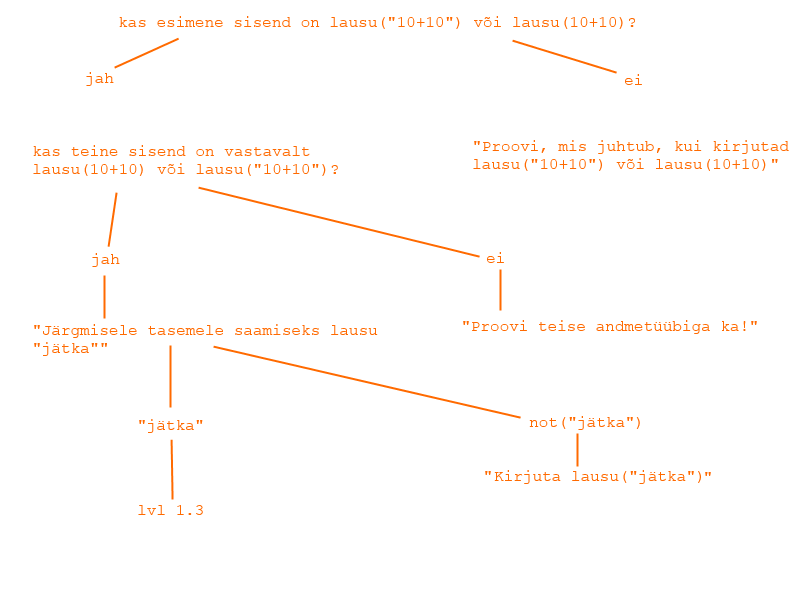 kas esimene sisend on lausu("10+10") või lausu(10+10)?
jah
ei
kas teine sisend on vastavalt
lausu(10+10) või lausu("10+10")?
"Proovi, mis juhtub, kui kirjutad
lausu("10+10") või lausu(10+10)"
jah
ei
"Järgmisele tasemele saamiseks lausu
"jätka""
"Proovi teise andmetüübiga ka!"
"jätka"
not("jätka")
"Kirjuta lausu("jätka")"
lvl 1.3